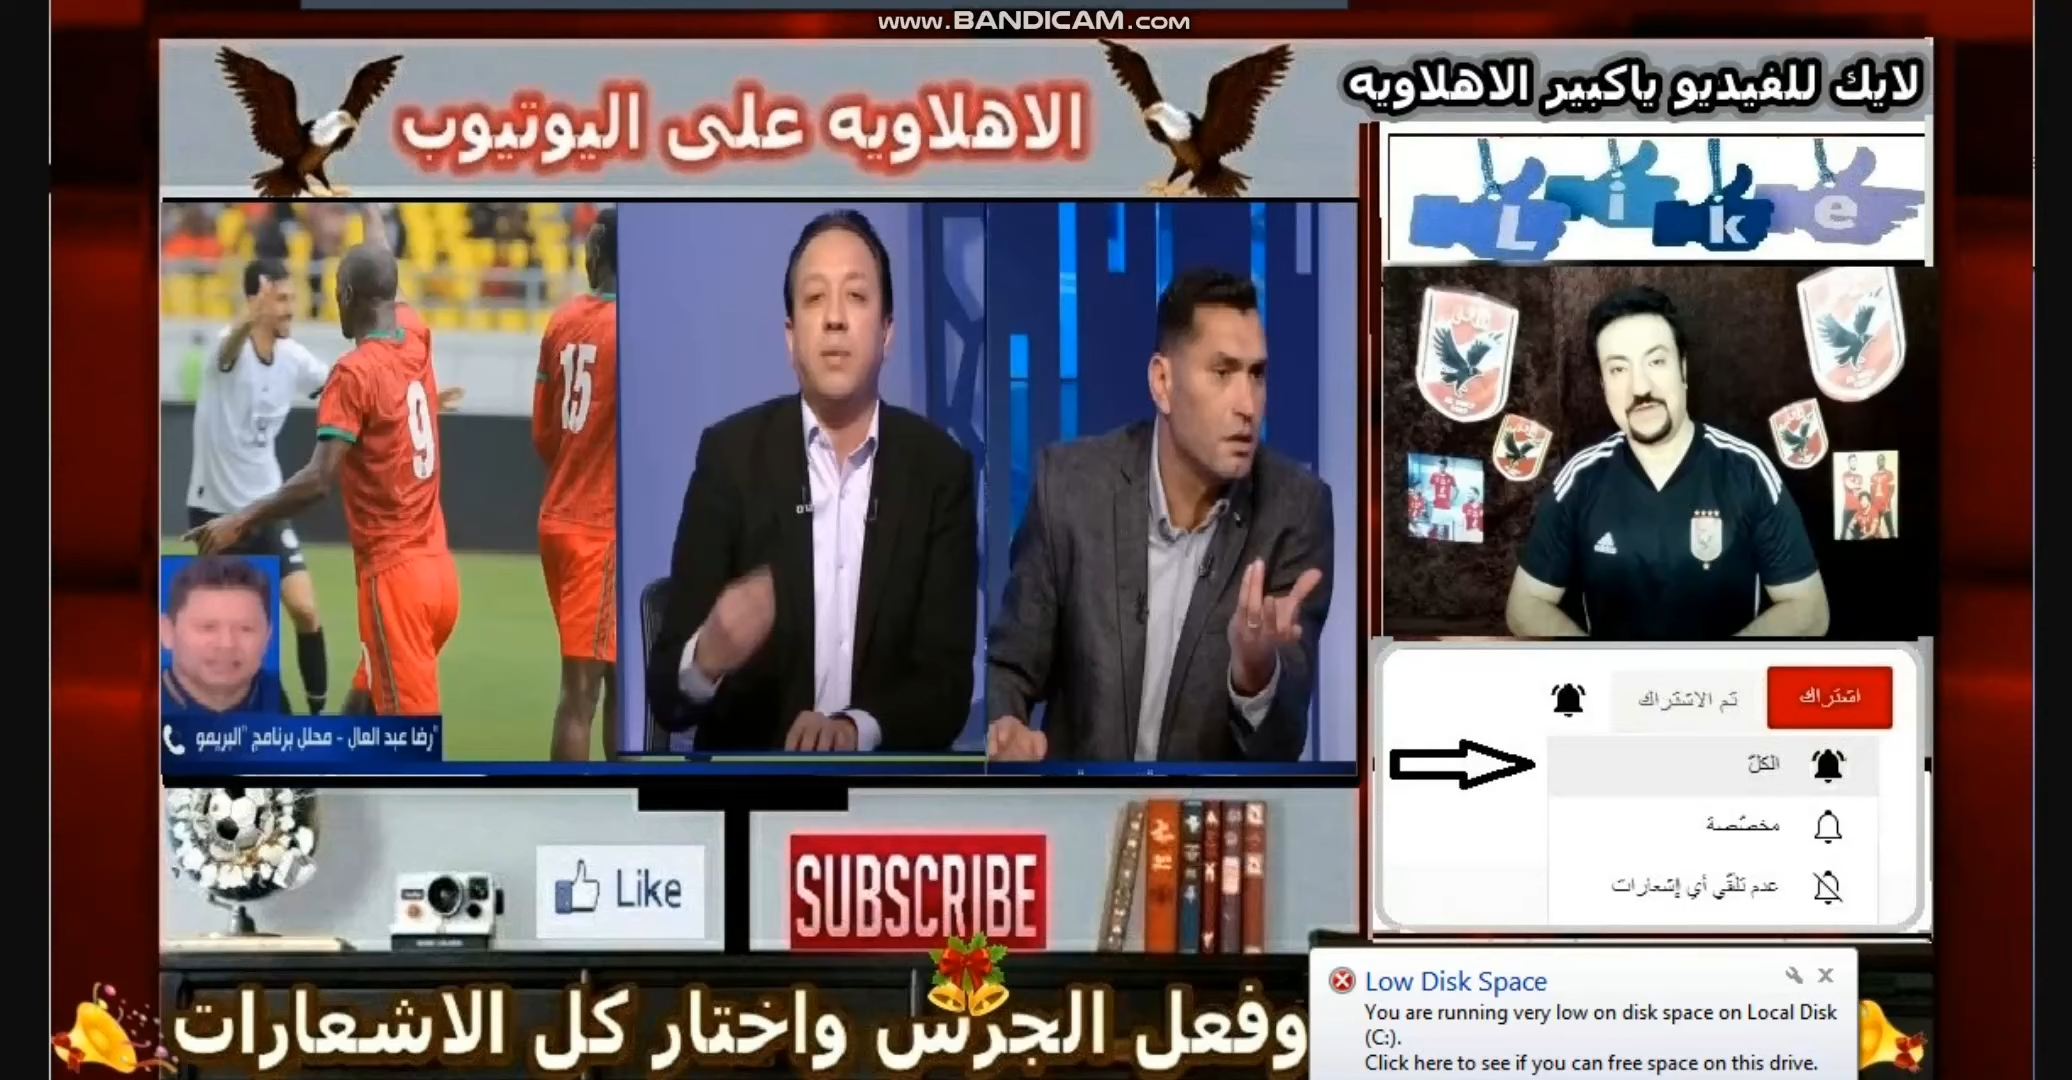 www.BANDICAM.com
الاهلاويه على اليوتيوب
لايك للفيديو ياكبير الاهلاويه
L i k e
9
15
رضا عبد العال - محلل برنامج "البريمو"
اشتراك
تم الاشتراك
الكلّ
مخصّصة
عدم تلقّي أي إشعارات
Like
SUBSCRIBE
وفعل الجرس واختار كل الاشعارات
Low Disk Space
You are running very low on disk space on Local Disk
(C:).
Click here to see if you can free space on this drive.